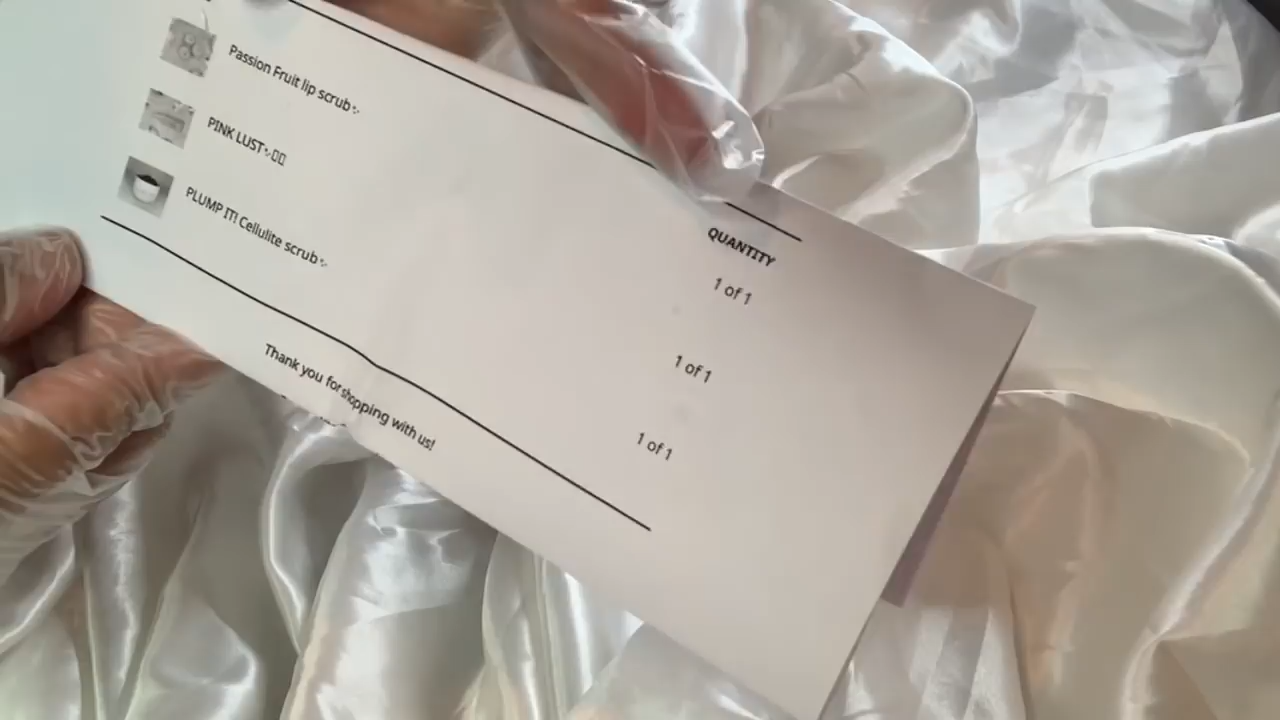 QUANTITY
Passion Fruit lip scrub✨ 1 of 1
PINK LUST✨▯▯ 1 of 1
PLUMP IT! Cellulite scrub✨ 1 of 1
Thank you for shopping with us!